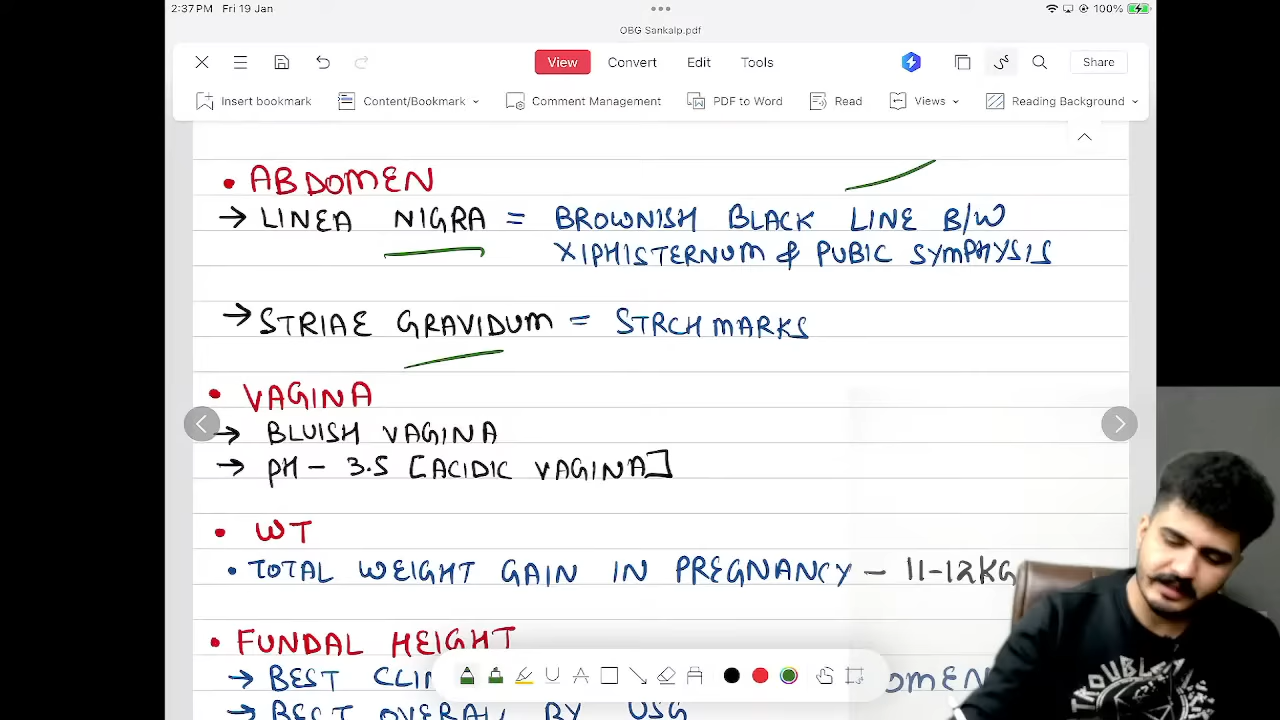 2:37 PM Fri 19 Jan 100%
OBG Sankalp.pdf
View Convert Edit Tools Share
Insert bookmark Content/Bookmark Comment Management PDF to Word Read Views Reading Background
• ABDOMEN
→ LINEA NIGRA = BROWNISH BLACK LINE B/W
XIPHISTERNUM & PUBIC SYMPHYSIS
→ STRIAE GRAVIDUM = STRCH MARKS
• VAGINA
→ BLUISH VAGINA
→ PH - 3.5 [ACIDIC VAGINA]
• WT
• TOTAL WEIGHT GAIN IN PREGNANCY - 11-12KG
• FUNDAL HEIGHT
→ BEST
→ BEST OVERALL BY USG